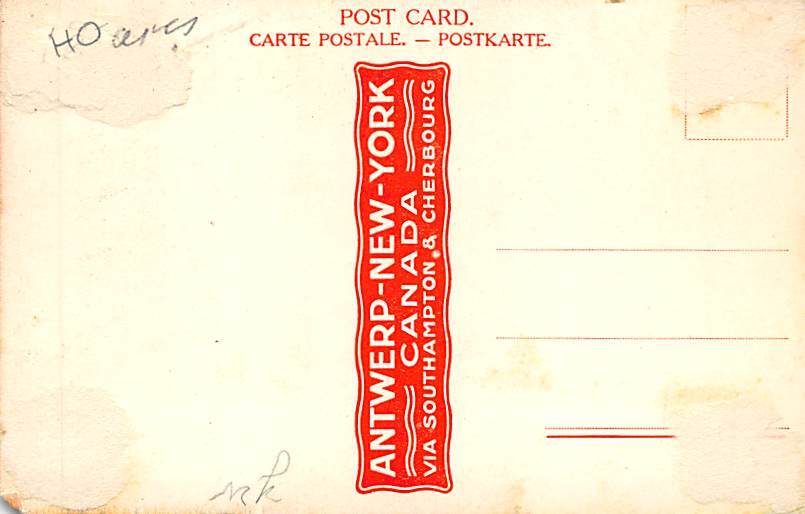 POST CARD.
CARTE POSTALE. — POSTKARTE.
ANTWERP-NEW-YORK
CANADA
VIA SOUTHAMPTON & CHERBOURG